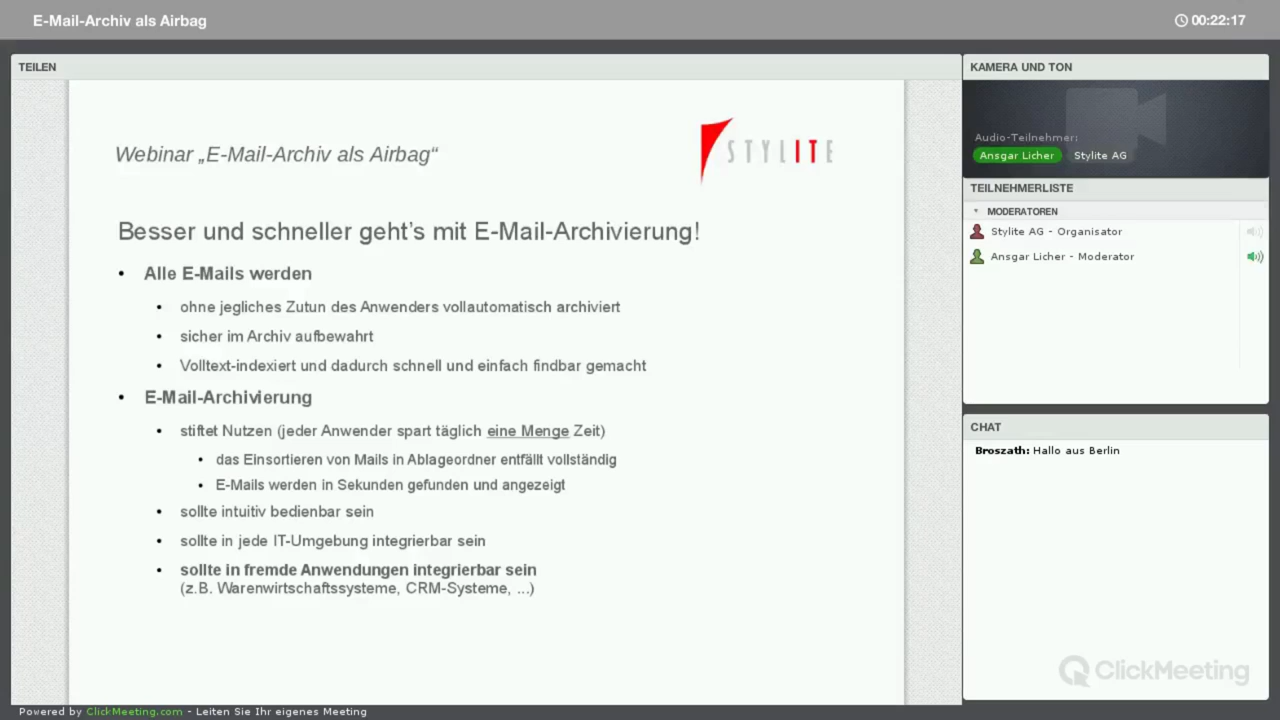 E-Mail-Archiv als Airbag
00:22:17
TEILEN
Webinar „E-Mail-Archiv als Airbag“
STYLITE
Besser und schneller geht’s mit E-Mail-Archivierung!
• Alle E-Mails werden
• ohne jegliches Zutun des Anwenders vollautomatisch archiviert
• sicher im Archiv aufbewahrt
• Volltext-indexiert und dadurch schnell und einfach findbar gemacht
• E-Mail-Archivierung
• stiftet Nutzen (jeder Anwender spart täglich eine Menge Zeit)
• das Einsortieren von Mails in Ablageordner entfällt vollständig
• E-Mails werden in Sekunden gefunden und angezeigt
• sollte intuitiv bedienbar sein
• sollte in jede IT-Umgebung integrierbar sein
• sollte in fremde Anwendungen integrierbar sein
(z.B. Warenwirtschaftssysteme, CRM-Systeme, ...)
KAMERA UND TON
Audio-Teilnehmer:
Ansgar Licher Stylite AG
TEILNEHMERLISTE
MODERATOREN
Stylite AG - Organisator
Ansgar Licher - Moderator
CHAT
Broszath: Hallo aus Berlin
ClickMeeting
Powered by ClickMeeting.com - Leiten Sie Ihr eigenes Meeting